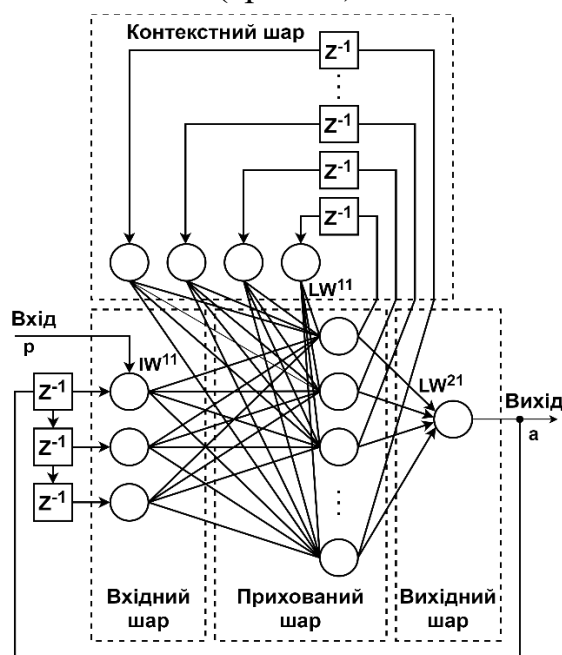 Контекстний шар
Z-1
Z-1
Z-1
Z-1
LW11
Вхід
p
IW11
LW21
Вихід
a
Z-1
Z-1
Z-1
Вхідний
шар
Прихований
шар
Вихідний
шар